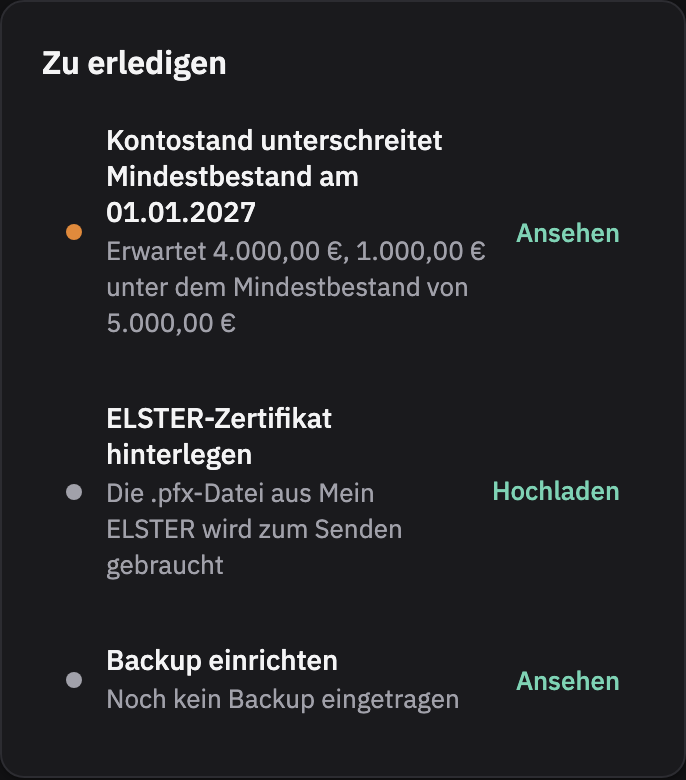 Zu erledigen
Kontostand unterschreitet
Mindestbestand am
01.01.2027
Erwartet 4.000,00 €, 1.000,00 €
unter dem Mindestbestand von
5.000,00 €
Ansehen
ELSTER-Zertifikat
hinterlegen
Die .pfx-Datei aus Mein
ELSTER wird zum Senden
gebraucht
Hochladen
Backup einrichten
Noch kein Backup eingetragen
Ansehen